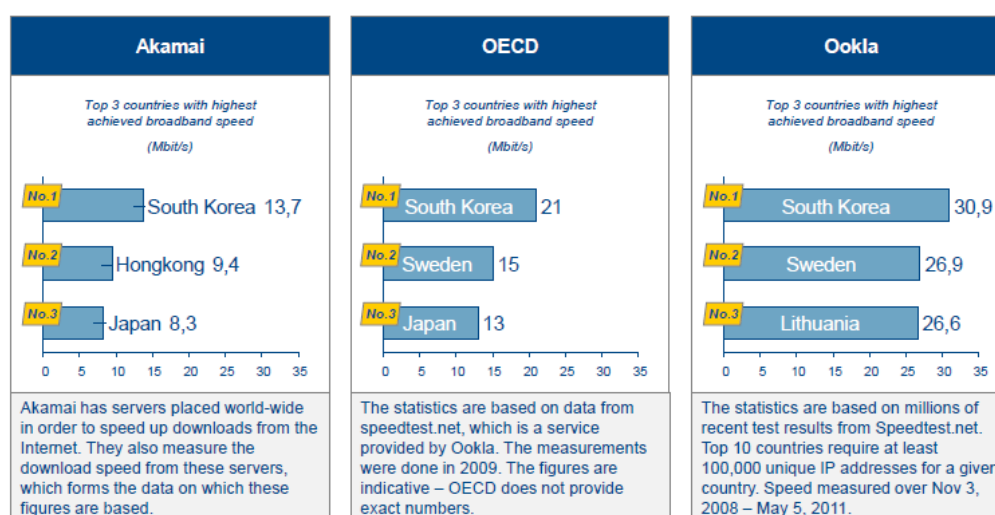 Akamai
Top 3 countries with highest
achieved broadband speed
(Mbit/s)
No.1
South Korea 13,7
No.2
Hongkong 9,4
No.3
Japan 8,3
0 5 10 15 20 25 30 35
Akamai has servers placed world-wide
in order to speed up downloads from the
Internet. They also measure the
download speed from these servers,
which forms the data on which these
figures are based.
OECD
Top 3 countries with highest
achieved broadband speed
(Mbit/s)
No.1
South Korea 21
No.2
Sweden 15
No.3
Japan 13
0 5 10 15 20 25 30 35
The statistics are based on data from
speedtest.net, which is a service
provided by Ookla. The measurements
were done in 2009. The figures are
indicative – OECD does not provide
exact numbers.
Ookla
Top 3 countries with highest
achieved broadband speed
(Mbit/s)
No.1
South Korea 30,9
No.2
Sweden 26,9
No.3
Lithuania 26,6
0 5 10 15 20 25 30 35
The statistics are based on millions of
recent test results from Speedtest.net.
Top 10 countries require at least
100,000 unique IP addresses for a given
country. Speed measured over Nov 3,
2008 – May 5, 2011.